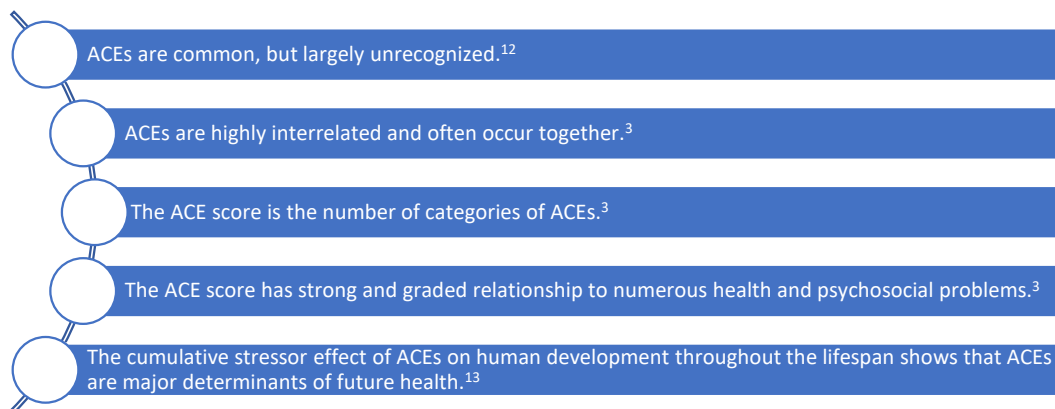 ACEs are common, but largely unrecognized.12
ACEs are highly interrelated and often occur together.3
The ACE score is the number of categories of ACEs.3
The ACE score has strong and graded relationship to numerous health and psychosocial problems.3
The cumulative stressor effect of ACEs on human development throughout the lifespan shows that ACEs
are major determinants of future health.13